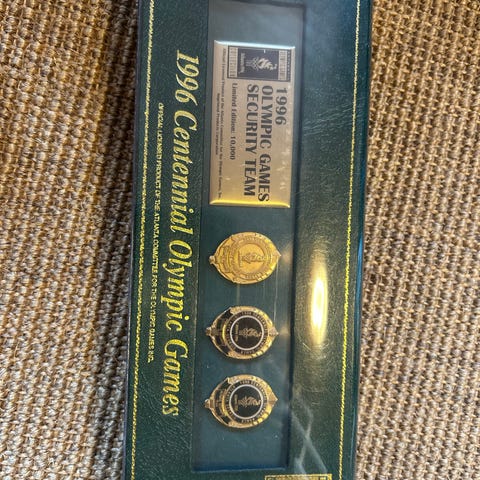 1996
OLYMPIC GAMES
SECURITY TEAM
Limited Edition: 10,000
1996 Centennial Olympic Games
OFFICIAL LICENSED PRODUCT OF THE ATLANTA COMMITTEE FOR THE OLYMPIC GAMES, INC.